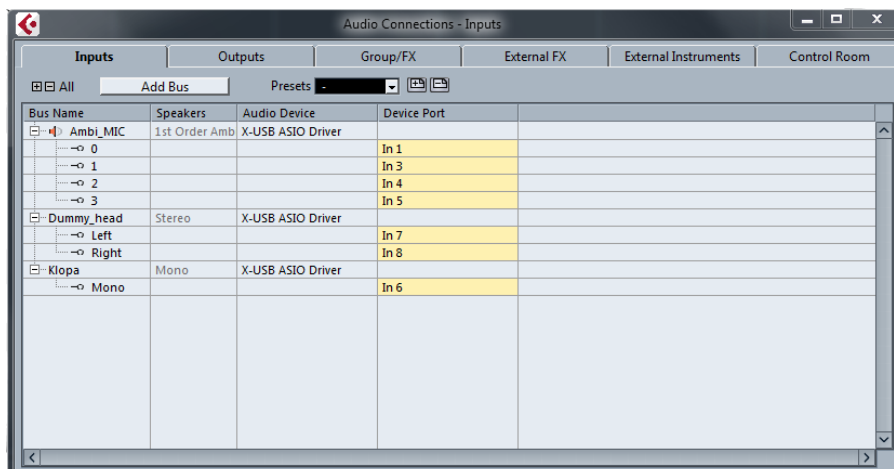 Audio Connections - Inputs
Inputs Outputs Group/FX External FX External Instruments Control Room
All Add Bus Presets -
Bus Name Speakers Audio Device Device Port
Ambi_MIC 1st Order Amb X-USB ASIO Driver
0 In 1
1 In 3
2 In 4
3 In 5
Dummy_head Stereo X-USB ASIO Driver
Left In 7
Right In 8
Klopa Mono X-USB ASIO Driver
Mono In 6